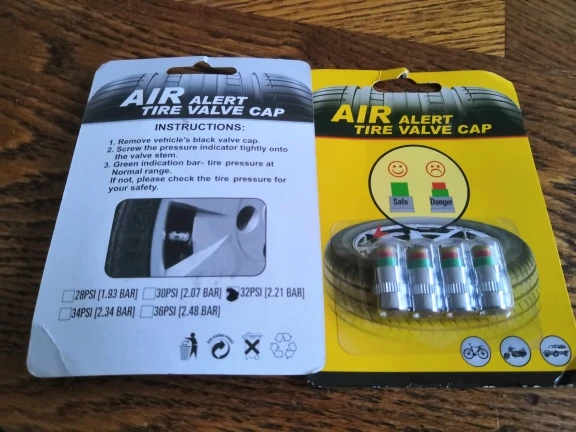 AIR ALERT
TIRE VALVE CAP
INSTRUCTIONS:
1. Remove vehicle's black valve cap.
2. Screw the pressure indicator tightly onto
the valve stem.
3. Green indication bar- tire pressure at
Normal range.
If not, please check the tire pressure for
your safety.
28PSI [1.93 BAR] 30PSI [2.07 BAR] 32PSI [2.21 BAR]
34PSI [2.34 BAR] 36PSI [2.48 BAR]
AIR ALERT
TIRE VALVE CAP
Safe Danger